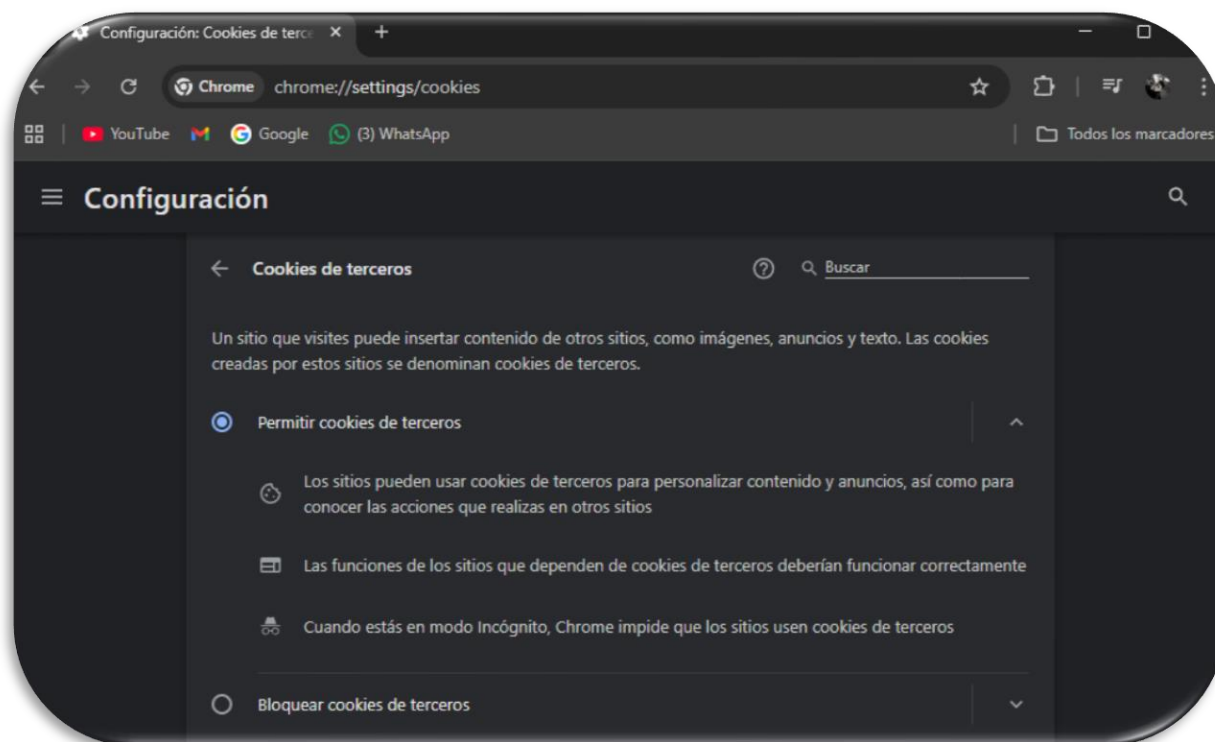 Configuración: Cookies de terce
Chrome chrome://settings/cookies
YouTube Google (3) WhatsApp Todos los marcadores
Configuración
Cookies de terceros Buscar
Un sitio que visites puede insertar contenido de otros sitios, como imágenes, anuncios y texto. Las cookies
creadas por estos sitios se denominan cookies de terceros.
Permitir cookies de terceros
Los sitios pueden usar cookies de terceros para personalizar contenido y anuncios, así como para
conocer las acciones que realizas en otros sitios
Las funciones de los sitios que dependen de cookies de terceros deberían funcionar correctamente
Cuando estás en modo Incógnito, Chrome impide que los sitios usen cookies de terceros
Bloquear cookies de terceros